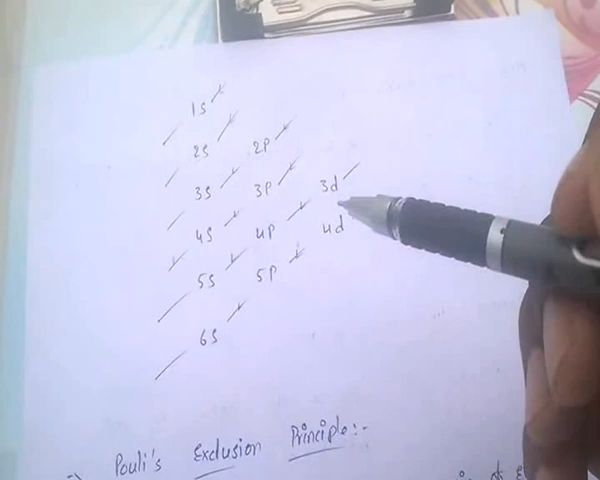 1s
2s 2p
3s 3p 3d
4s 4p 4d
5s 5p
6s
=> Pouli's Exclusion Principle:-